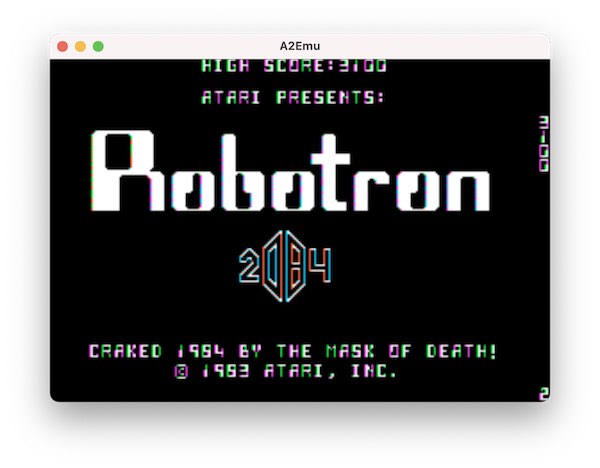 A2Emu
HIGH SCORE:3100
ATARI PRESENTS:
3100
Robotron
2084
CRAKED 1984 BY THE MASK OF DEATH!
© 1983 ATARI, INC.
2